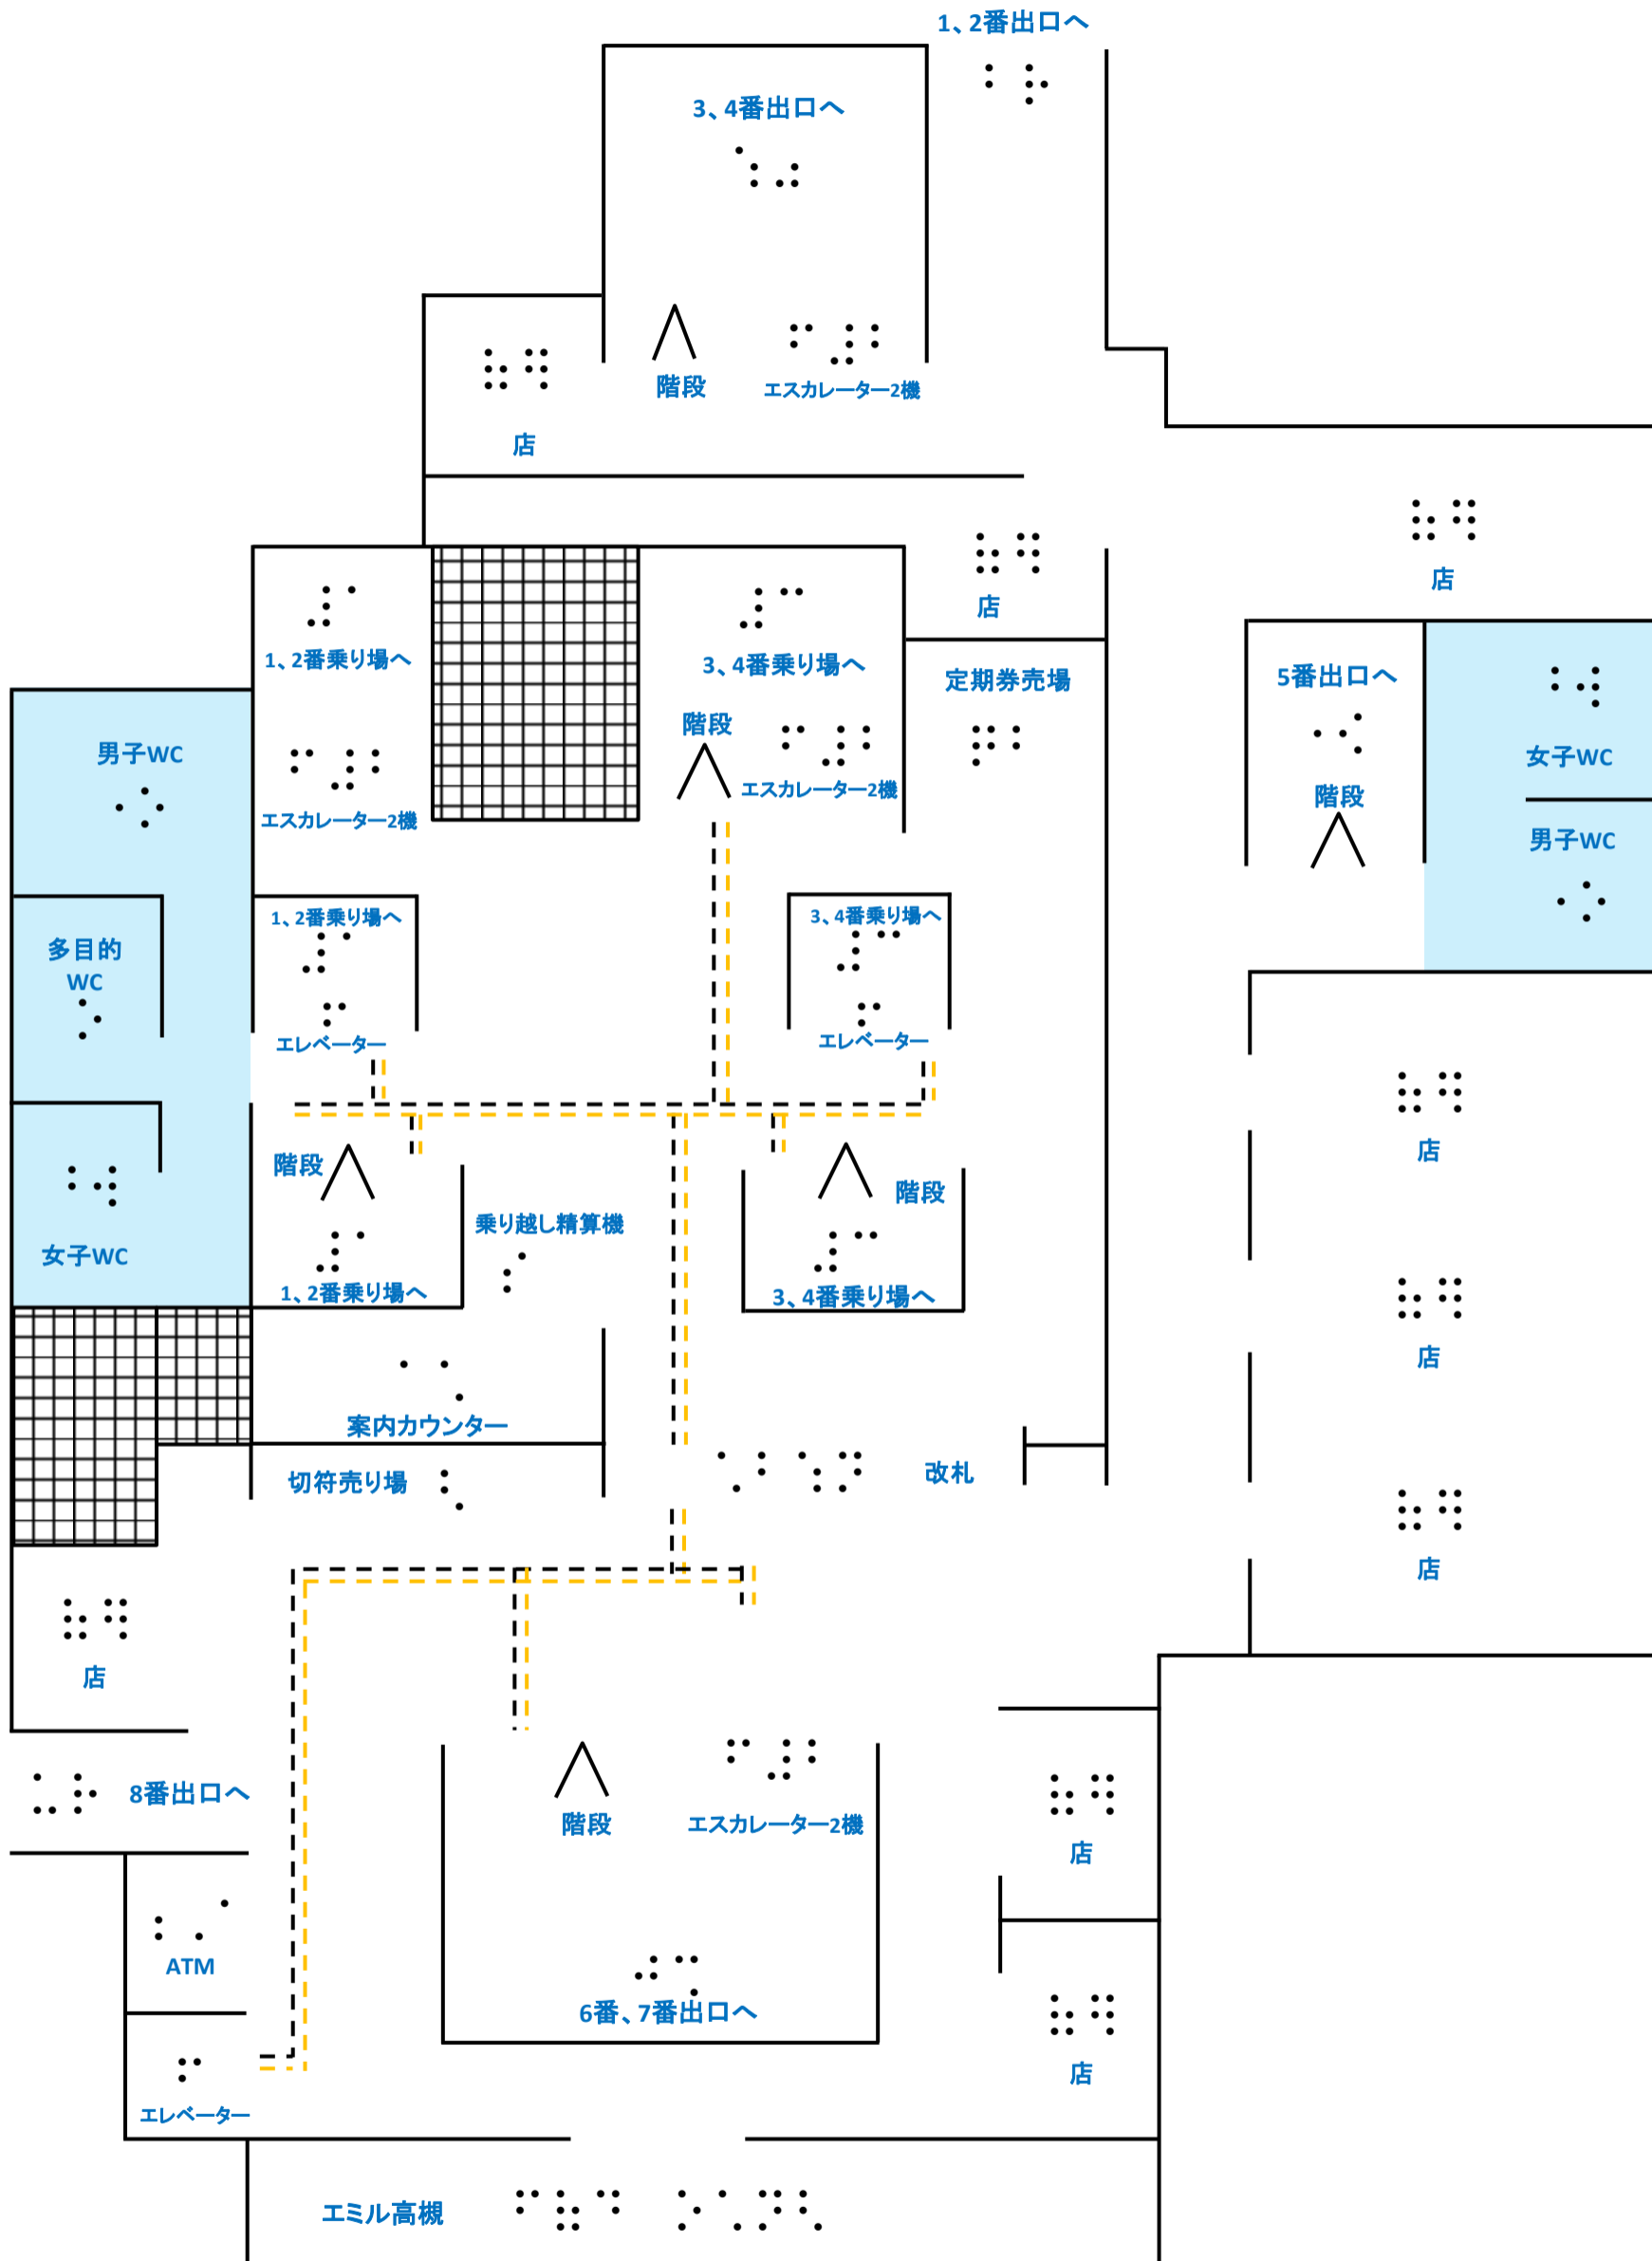 1、2番出口へ
3、4番出口へ
階段
エスカレーター2機
店
店
店
1、2番乗り場へ
3、4番乗り場へ
定期券売場
5番出口へ
女子WC
男子WC
階段
エスカレーター2機
エスカレーター2機
階段
男子WC
1、2番乗り場へ
3、4番乗り場へ
多目的
WC
エレベーター
エレベーター
店
階段
階段
乗り越し精算機
女子WC
1、2番乗り場へ
3、4番乗り場へ
店
案内カウンター
切符売り場
改札
店
店
8番出口へ
階段
エスカレーター2機
店
ATM
6番、7番出口へ
店
エレベーター
エミル高槻